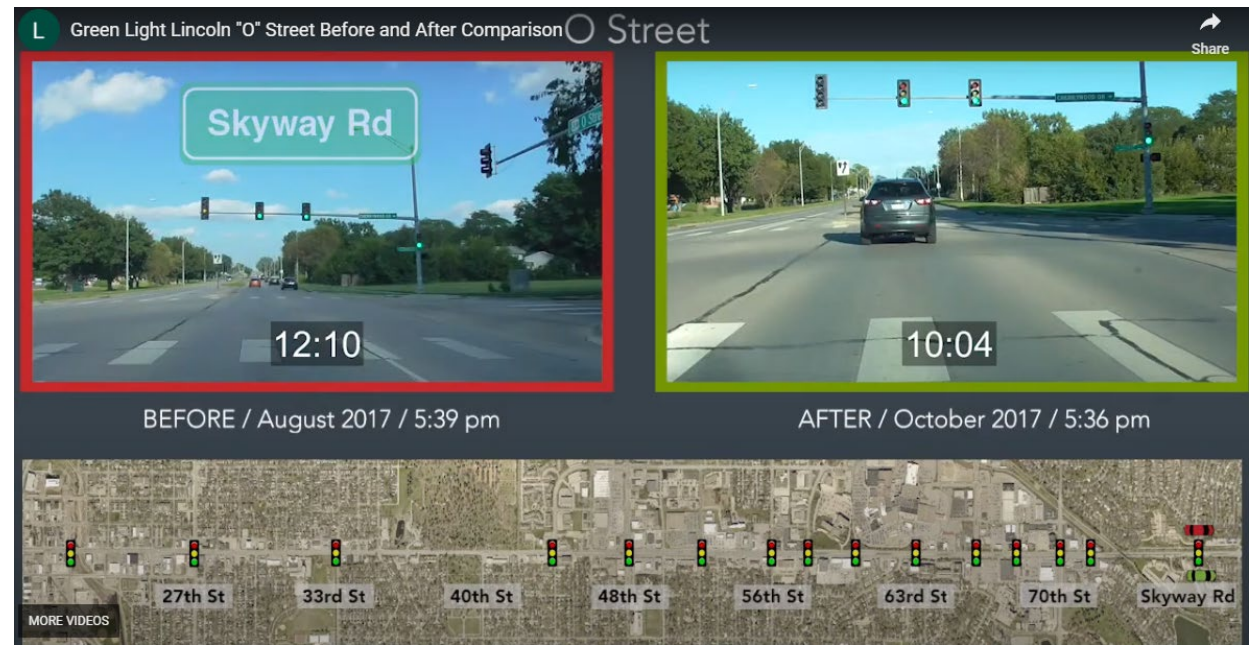 L Green Light Lincoln "O" Street Before and After Comparison
O Street
Share
Skyway Rd
12:10
10:04
BEFORE / August 2017 / 5:39 pm
AFTER / October 2017 / 5:36 pm
27th St 33rd St 40th St 48th St 56th St 63rd St 70th St Skyway Rd
MORE VIDEOS